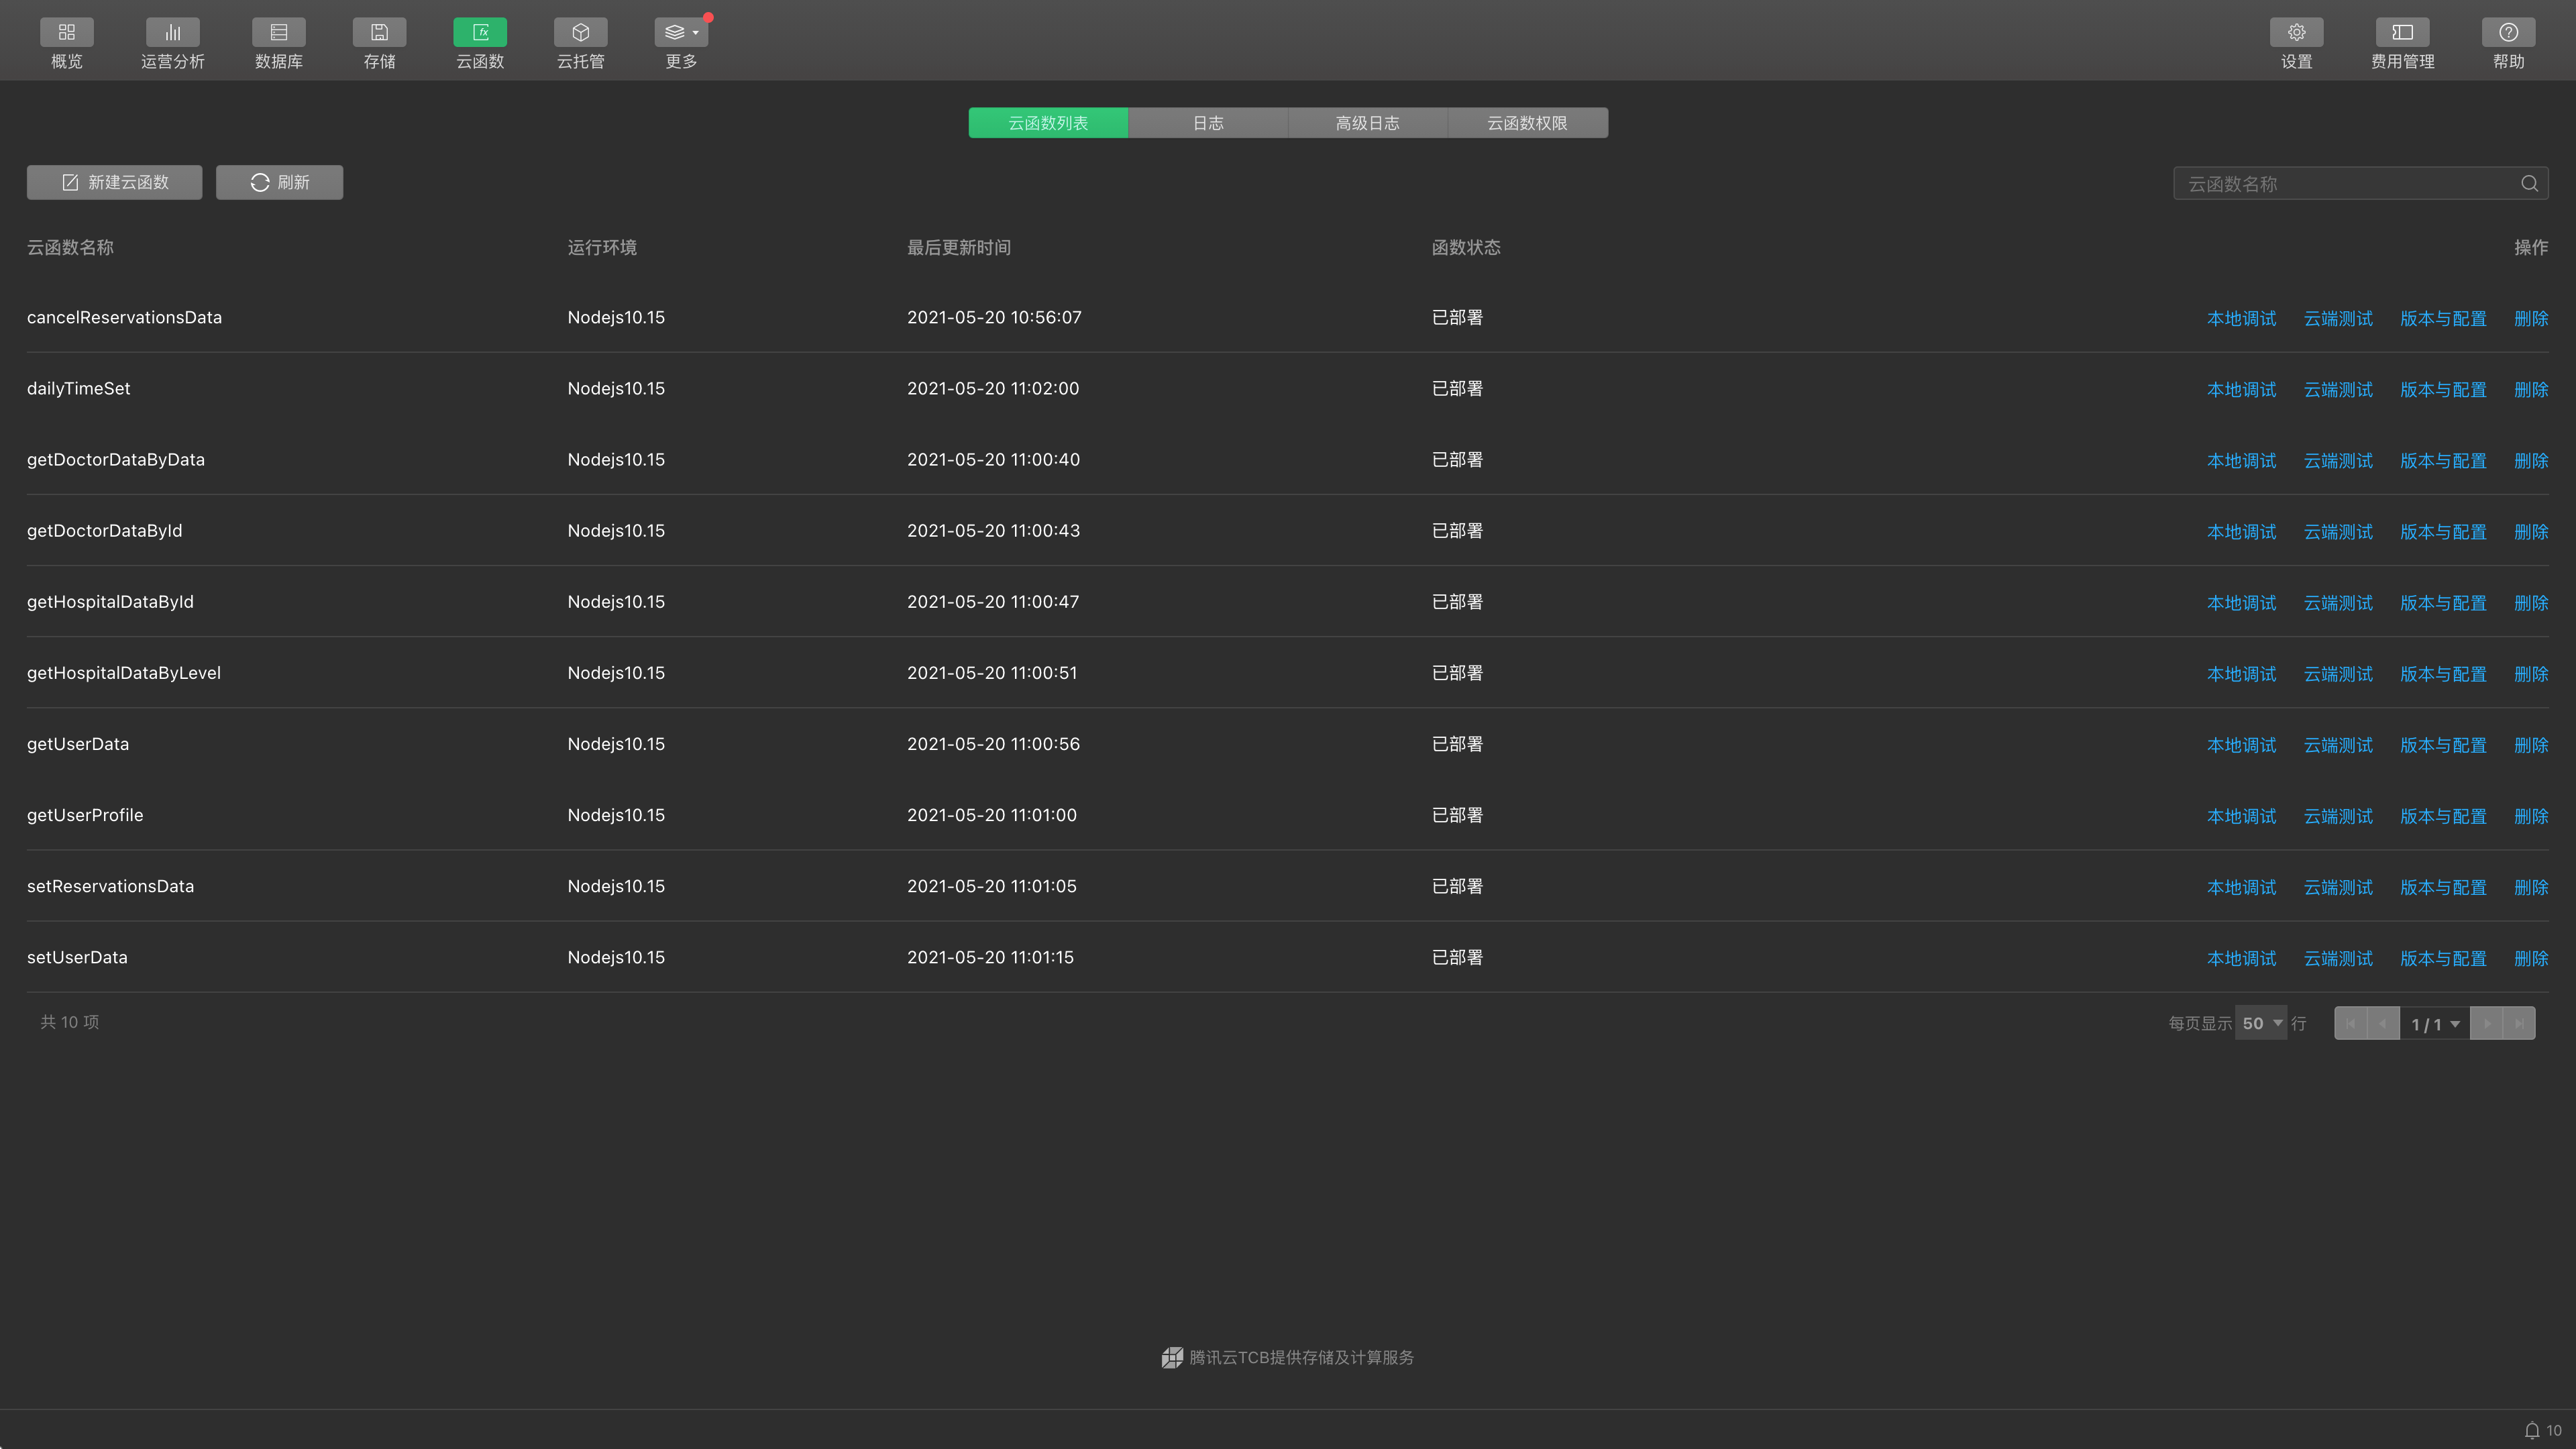 概览 运营分析 数据库 存储 云函数 云托管 更多 设置 费用管理 帮助
云函数列表 日志 高级日志 云函数权限
新建云函数 刷新 云函数名称
云函数名称 运行环境 最后更新时间 函数状态 操作
cancelReservationsData Nodejs10.15 2021-05-20 10:56:07 已部署 本地调试 云端测试 版本与配置 删除
dailyTimeSet Nodejs10.15 2021-05-20 11:02:00 已部署 本地调试 云端测试 版本与配置 删除
getDoctorDataByData Nodejs10.15 2021-05-20 11:00:40 已部署 本地调试 云端测试 版本与配置 删除
getDoctorDataById Nodejs10.15 2021-05-20 11:00:43 已部署 本地调试 云端测试 版本与配置 删除
getHospitalDataById Nodejs10.15 2021-05-20 11:00:47 已部署 本地调试 云端测试 版本与配置 删除
getHospitalDataByLevel Nodejs10.15 2021-05-20 11:00:51 已部署 本地调试 云端测试 版本与配置 删除
getUserData Nodejs10.15 2021-05-20 11:00:56 已部署 本地调试 云端测试 版本与配置 删除
getUserProfile Nodejs10.15 2021-05-20 11:01:00 已部署 本地调试 云端测试 版本与配置 删除
setReservationsData Nodejs10.15 2021-05-20 11:01:05 已部署 本地调试 云端测试 版本与配置 删除
setUserData Nodejs10.15 2021-05-20 11:01:15 已部署 本地调试 云端测试 版本与配置 删除
共 10 项 每页显示 50 行 1 / 1
腾讯云TCB提供存储及计算服务
10